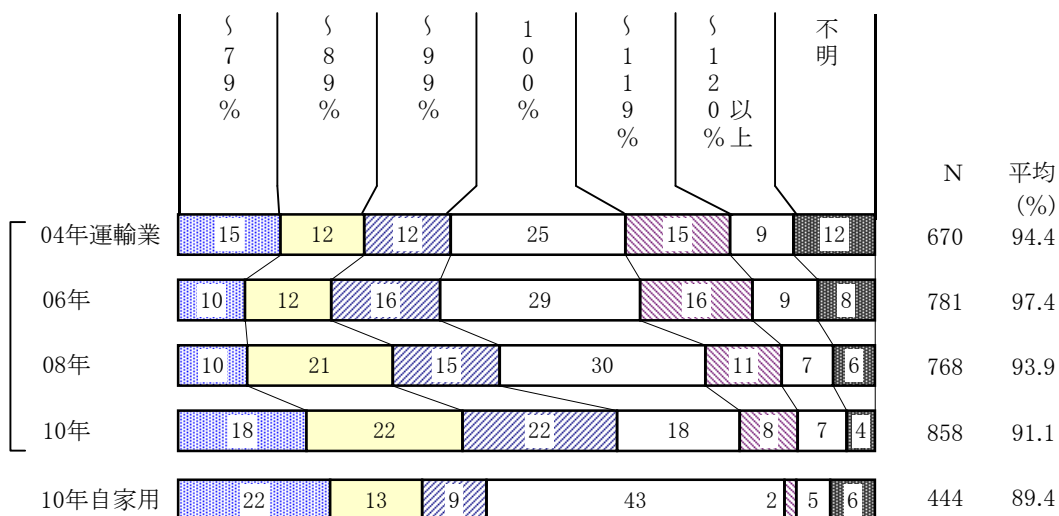 ～79%
～89%
～99%
100%
～119%
～120%以上
不明
N 平均
(%)
04年運輸業 15 12 12 25 15 9 12 670 94.4
06年 10 12 16 29 16 9 8 781 97.4
08年 10 21 15 30 11 7 6 768 93.9
10年 18 22 22 18 8 7 4 858 91.1
10年自家用 22 13 9 43 2 5 6 444 89.4